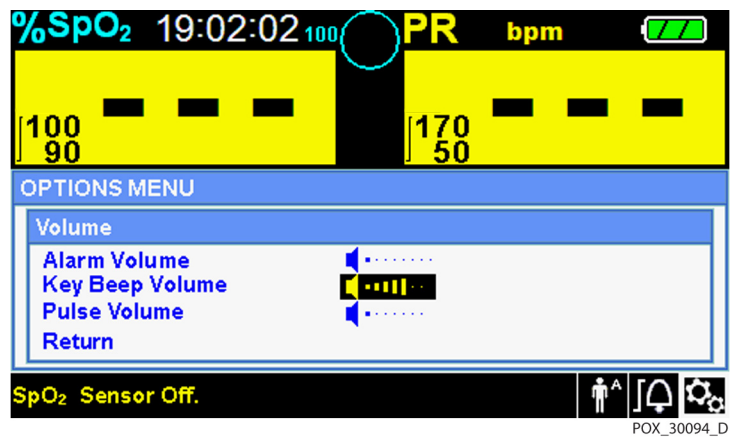 %SpO₂ 19:02:02 100 PR bpm
--- ---
100 170
90 50
OPTIONS MENU
Volume
Alarm Volume
Key Beep Volume
Pulse Volume
Return
SpO₂ Sensor Off. A
POX_30094_D